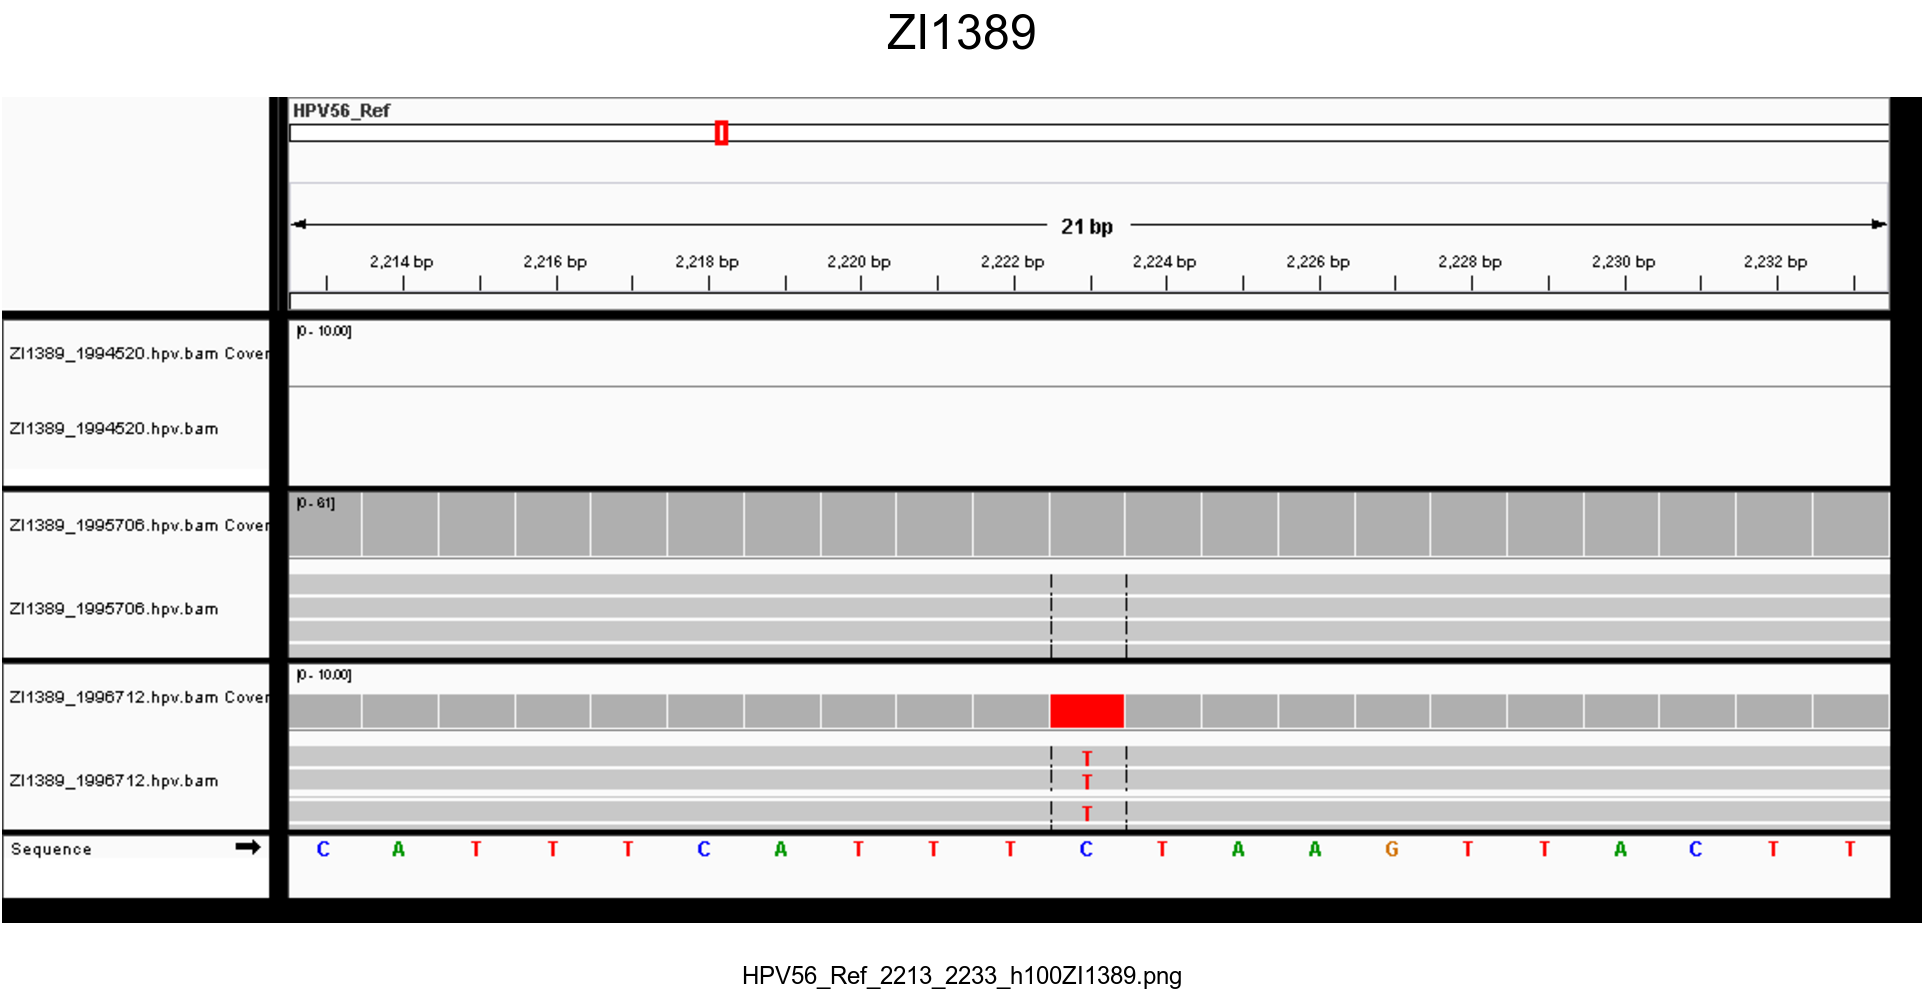 ZI1389
HPV56_Ref
21 bp
2,214 bp 2,216 bp 2,218 bp 2,220 bp 2,222 bp 2,224 bp 2,226 bp 2,228 bp 2,230 bp 2,232 bp
[0 - 10.00]
ZI1389_1994520.hpv.bam Cover
ZI1389_1994520.hpv.bam
[0 - 61]
ZI1389_1995706.hpv.bam Cover
ZI1389_1995706.hpv.bam
[0 - 10.00]
ZI1389_1996712.hpv.bam Cover
T
ZI1389_1996712.hpv.bam T
T
Sequence C A T T T C A T T T C T A A G T T A C T T
HPV56_Ref_2213_2233_h100ZI1389.png